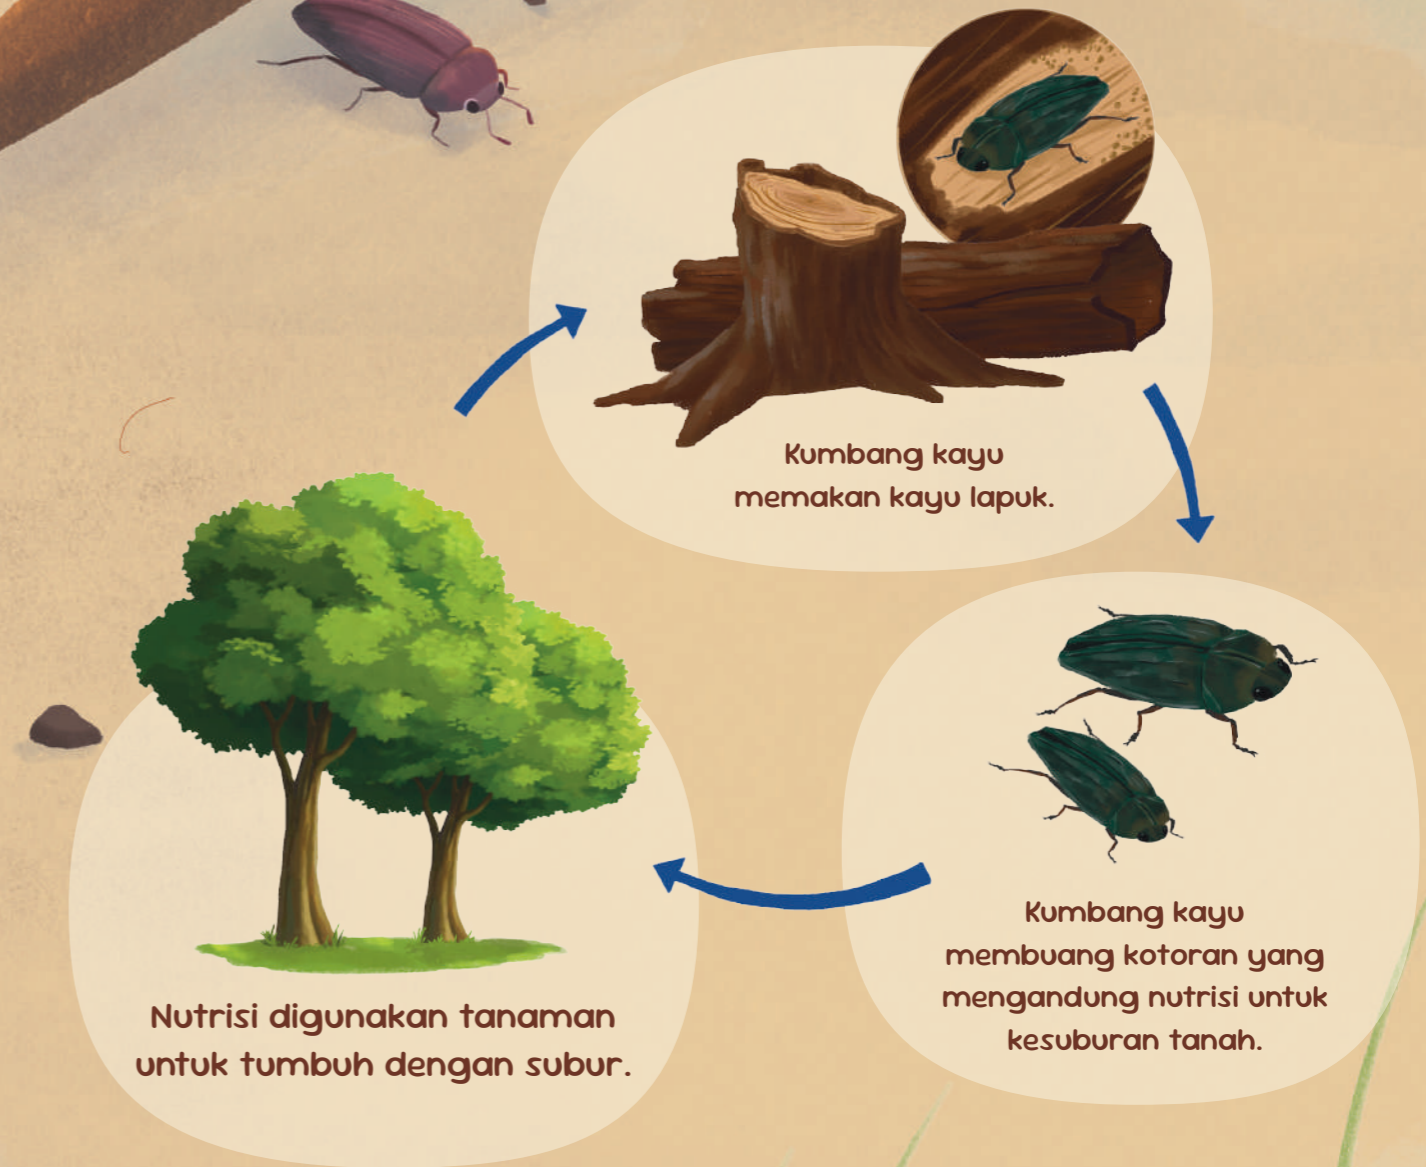 Kumbang kayu
memakan kayu lapuk.
Kumbang kayu
membuang kotoran yang
mengandung nutrisi untuk
kesuburan tanah.
Nutrisi digunakan tanaman
untuk tumbuh dengan subur.